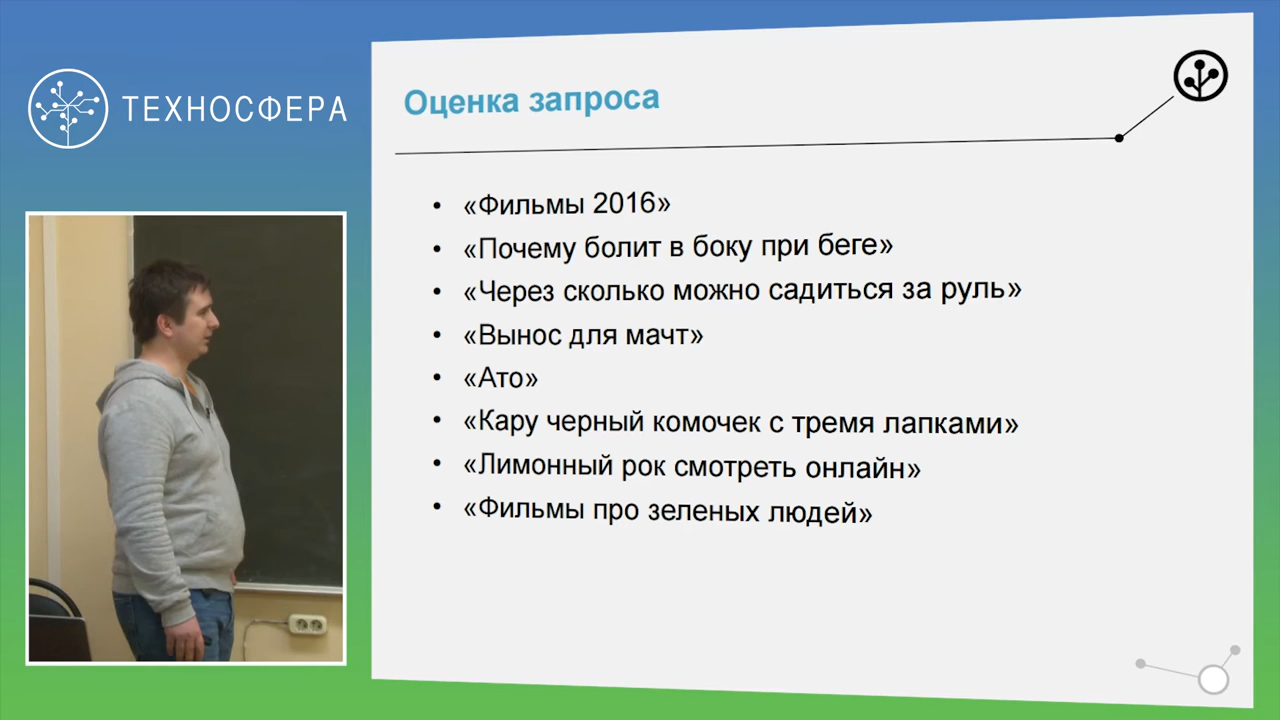 ТЕХНОСФЕРА
Оценка запроса
• «Фильмы 2016»
• «Почему болит в боку при беге»
• «Через сколько можно садиться за руль»
• «Вынос для мачт»
• «Ато»
• «Кару черный комочек с тремя лапками»
• «Лимонный рок смотреть онлайн»
• «Фильмы про зеленых людей»